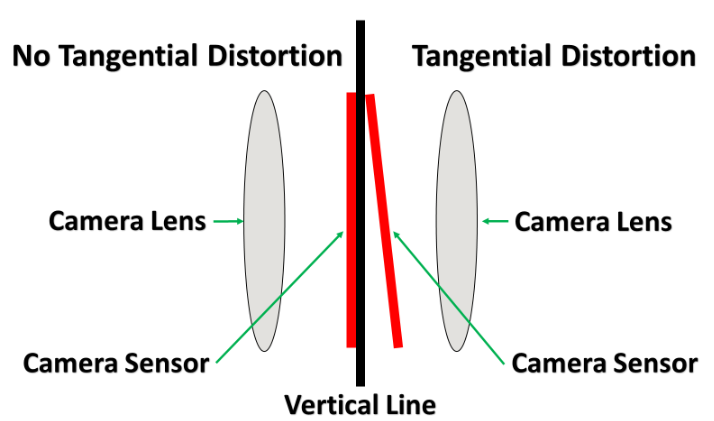 No Tangential Distortion
Tangential Distortion
Camera Lens
Camera Lens
Camera Sensor
Camera Sensor
Vertical Line